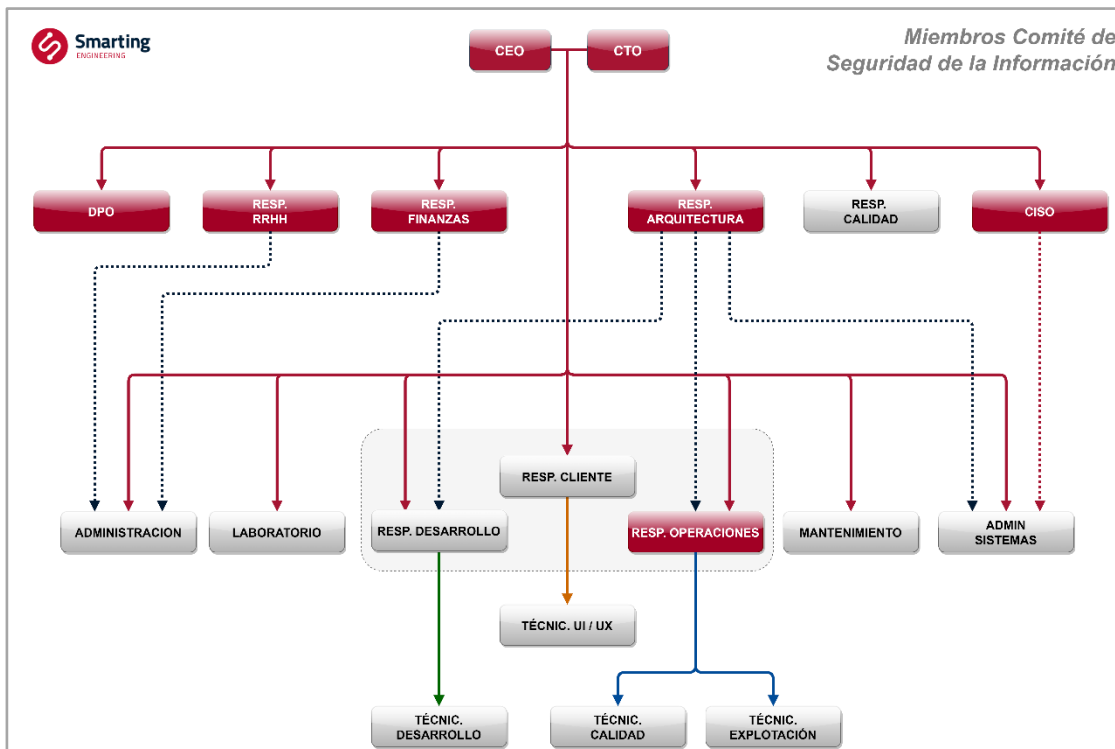 Smarting
ENGINEERING
CEO
CTO
Miembros Comité de
Seguridad de la Información
DPO
RESP.
RRHH
RESP.
FINANZAS
RESP.
ARQUITECTURA
RESP.
CALIDAD
CISO
RESP. CLIENTE
ADMINISTRACION
LABORATORIO
RESP. DESARROLLO
RESP. OPERACIONES
MANTENIMIENTO
ADMIN
SISTEMAS
TÉCNIC. UI / UX
TÉCNIC.
DESARROLLO
TÉCNIC.
CALIDAD
TÉCNIC.
EXPLOTACIÓN